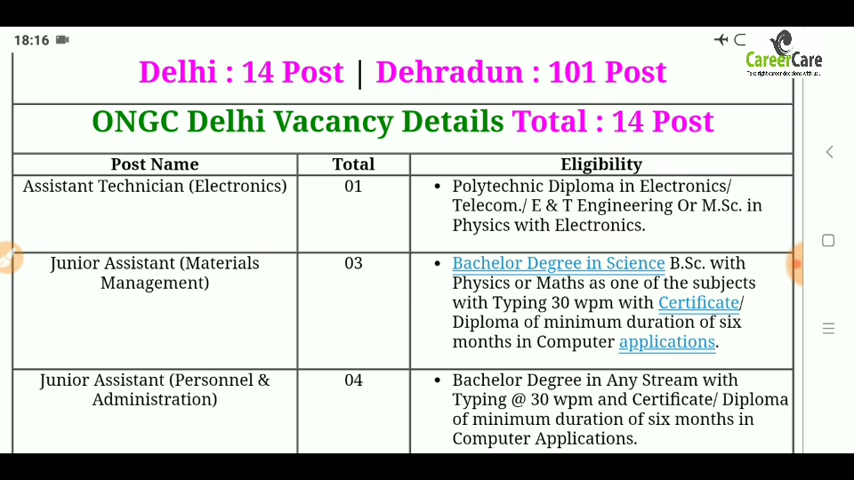 18:16
CareerCare
Delhi : 14 Post | Dehradun : 101 Post
ONGC Delhi Vacancy Details Total : 14 Post
Post Name Total Eligibility
Assistant Technician (Electronics) 01 • Polytechnic Diploma in Electronics/
Telecom./ E & T Engineering Or M.Sc. in
Physics with Electronics.
Junior Assistant (Materials 03 • Bachelor Degree in Science B.Sc. with
Management) Physics or Maths as one of the subjects
with Typing 30 wpm with Certificate/
Diploma of minimum duration of six
months in Computer applications.
Junior Assistant (Personnel & 04 • Bachelor Degree in Any Stream with
Administration) Typing @ 30 wpm and Certificate/ Diploma
of minimum duration of six months in
Computer Applications.